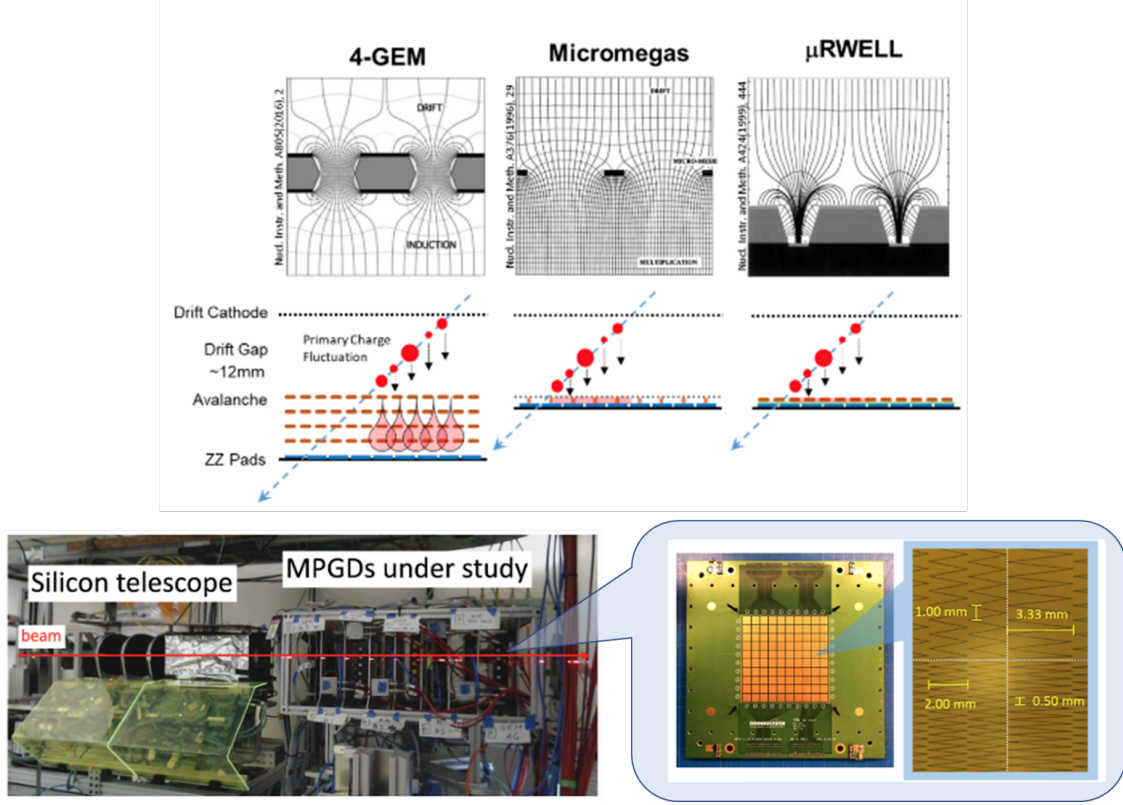 4-GEM
Micromegas
μRWELL
Nucl. Instr. and Meth. A805(2016), 2
DRIFT
INDUCTION
Nucl. Instr. and Meth. A376(1996), 29
DRIFT
MICRO-MESH
MULTIPLICATION
Nucl. Instr. and Meth. A424(1999), 444
Drift Cathode
Primary Charge
Fluctuation
Drift Gap
~12mm
Avalanche
ZZ Pads
Silicon telescope
MPGDs under study
beam
1.00 mm
3.33 mm
2.00 mm
0.50 mm